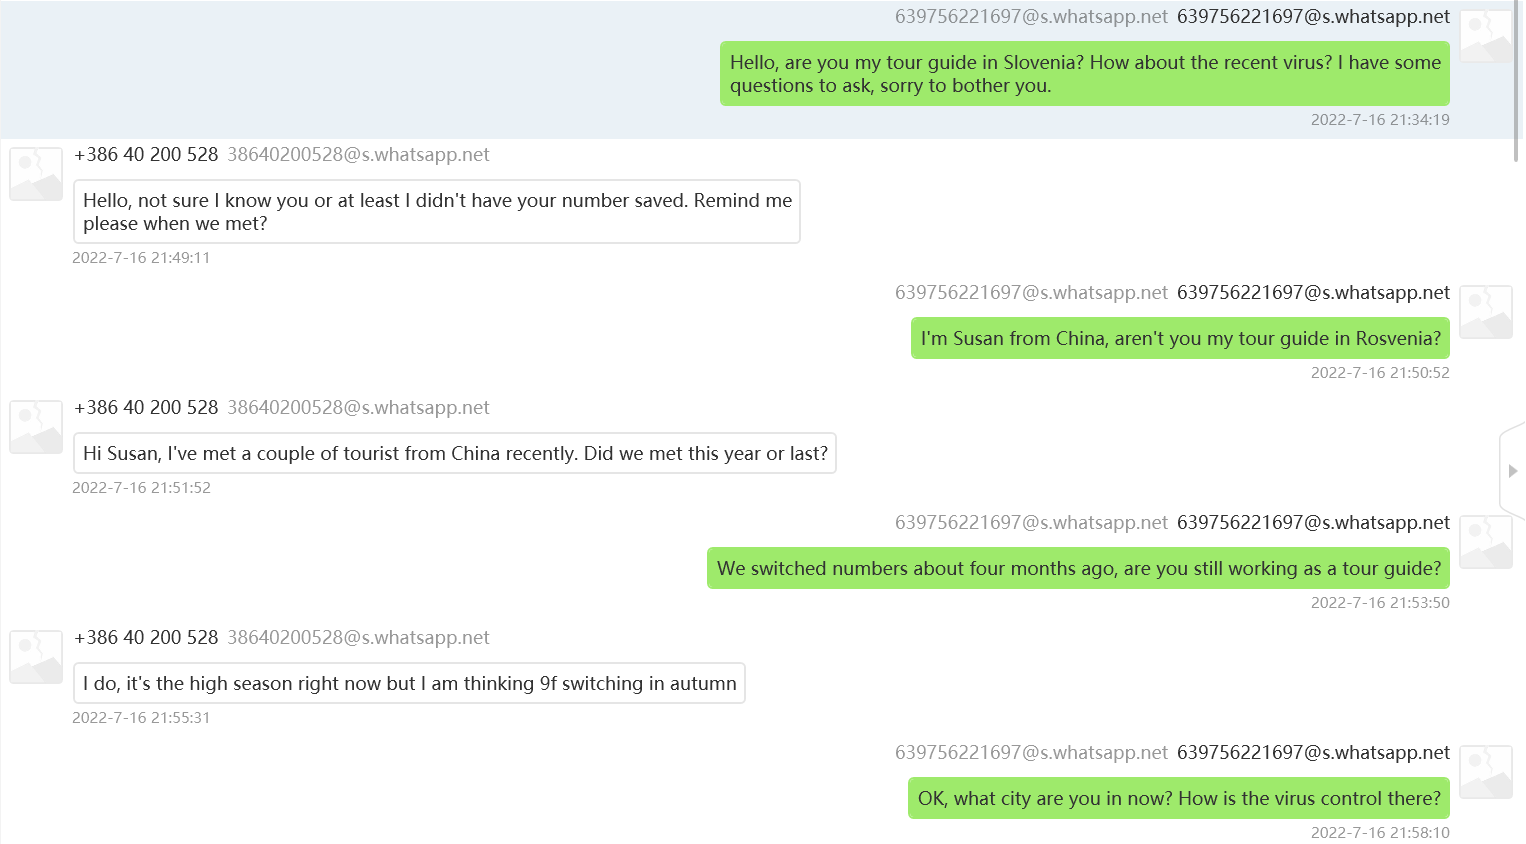 639756221697@s.whatsapp.net 639756221697@s.whatsapp.net
Hello, are you my tour guide in Slovenia? How about the recent virus? I have some
questions to ask, sorry to bother you.
2022-7-16 21:34:19
+386 40 200 528 38640200528@s.whatsapp.net
Hello, not sure I know you or at least I didn't have your number saved. Remind me
please when we met?
2022-7-16 21:49:11
639756221697@s.whatsapp.net 639756221697@s.whatsapp.net
I'm Susan from China, aren't you my tour guide in Rosvenia?
2022-7-16 21:50:52
+386 40 200 528 38640200528@s.whatsapp.net
Hi Susan, I've met a couple of tourist from China recently. Did we met this year or last?
2022-7-16 21:51:52
639756221697@s.whatsapp.net 639756221697@s.whatsapp.net
We switched numbers about four months ago, are you still working as a tour guide?
2022-7-16 21:53:50
+386 40 200 528 38640200528@s.whatsapp.net
I do, it's the high season right now but I am thinking 9f switching in autumn
2022-7-16 21:55:31
639756221697@s.whatsapp.net 639756221697@s.whatsapp.net
OK, what city are you in now? How is the virus control there?
2022-7-16 21:58:10